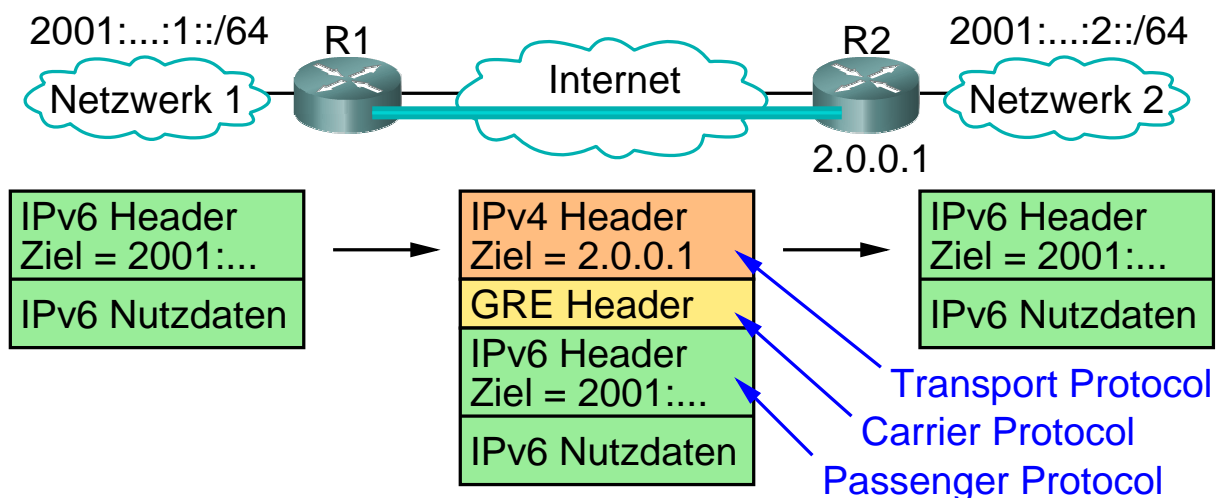 2001:...:1::/64
R1
R2
2001:...:2::/64
Netzwerk 1
Internet
Netzwerk 2
2.0.0.1
IPv6 Header
Ziel = 2001:...
IPv6 Nutzdaten
IPv4 Header
Ziel = 2.0.0.1
GRE Header
IPv6 Header
Ziel = 2001:...
IPv6 Nutzdaten
IPv6 Header
Ziel = 2001:...
IPv6 Nutzdaten
Transport Protocol
Carrier Protocol
Passenger Protocol